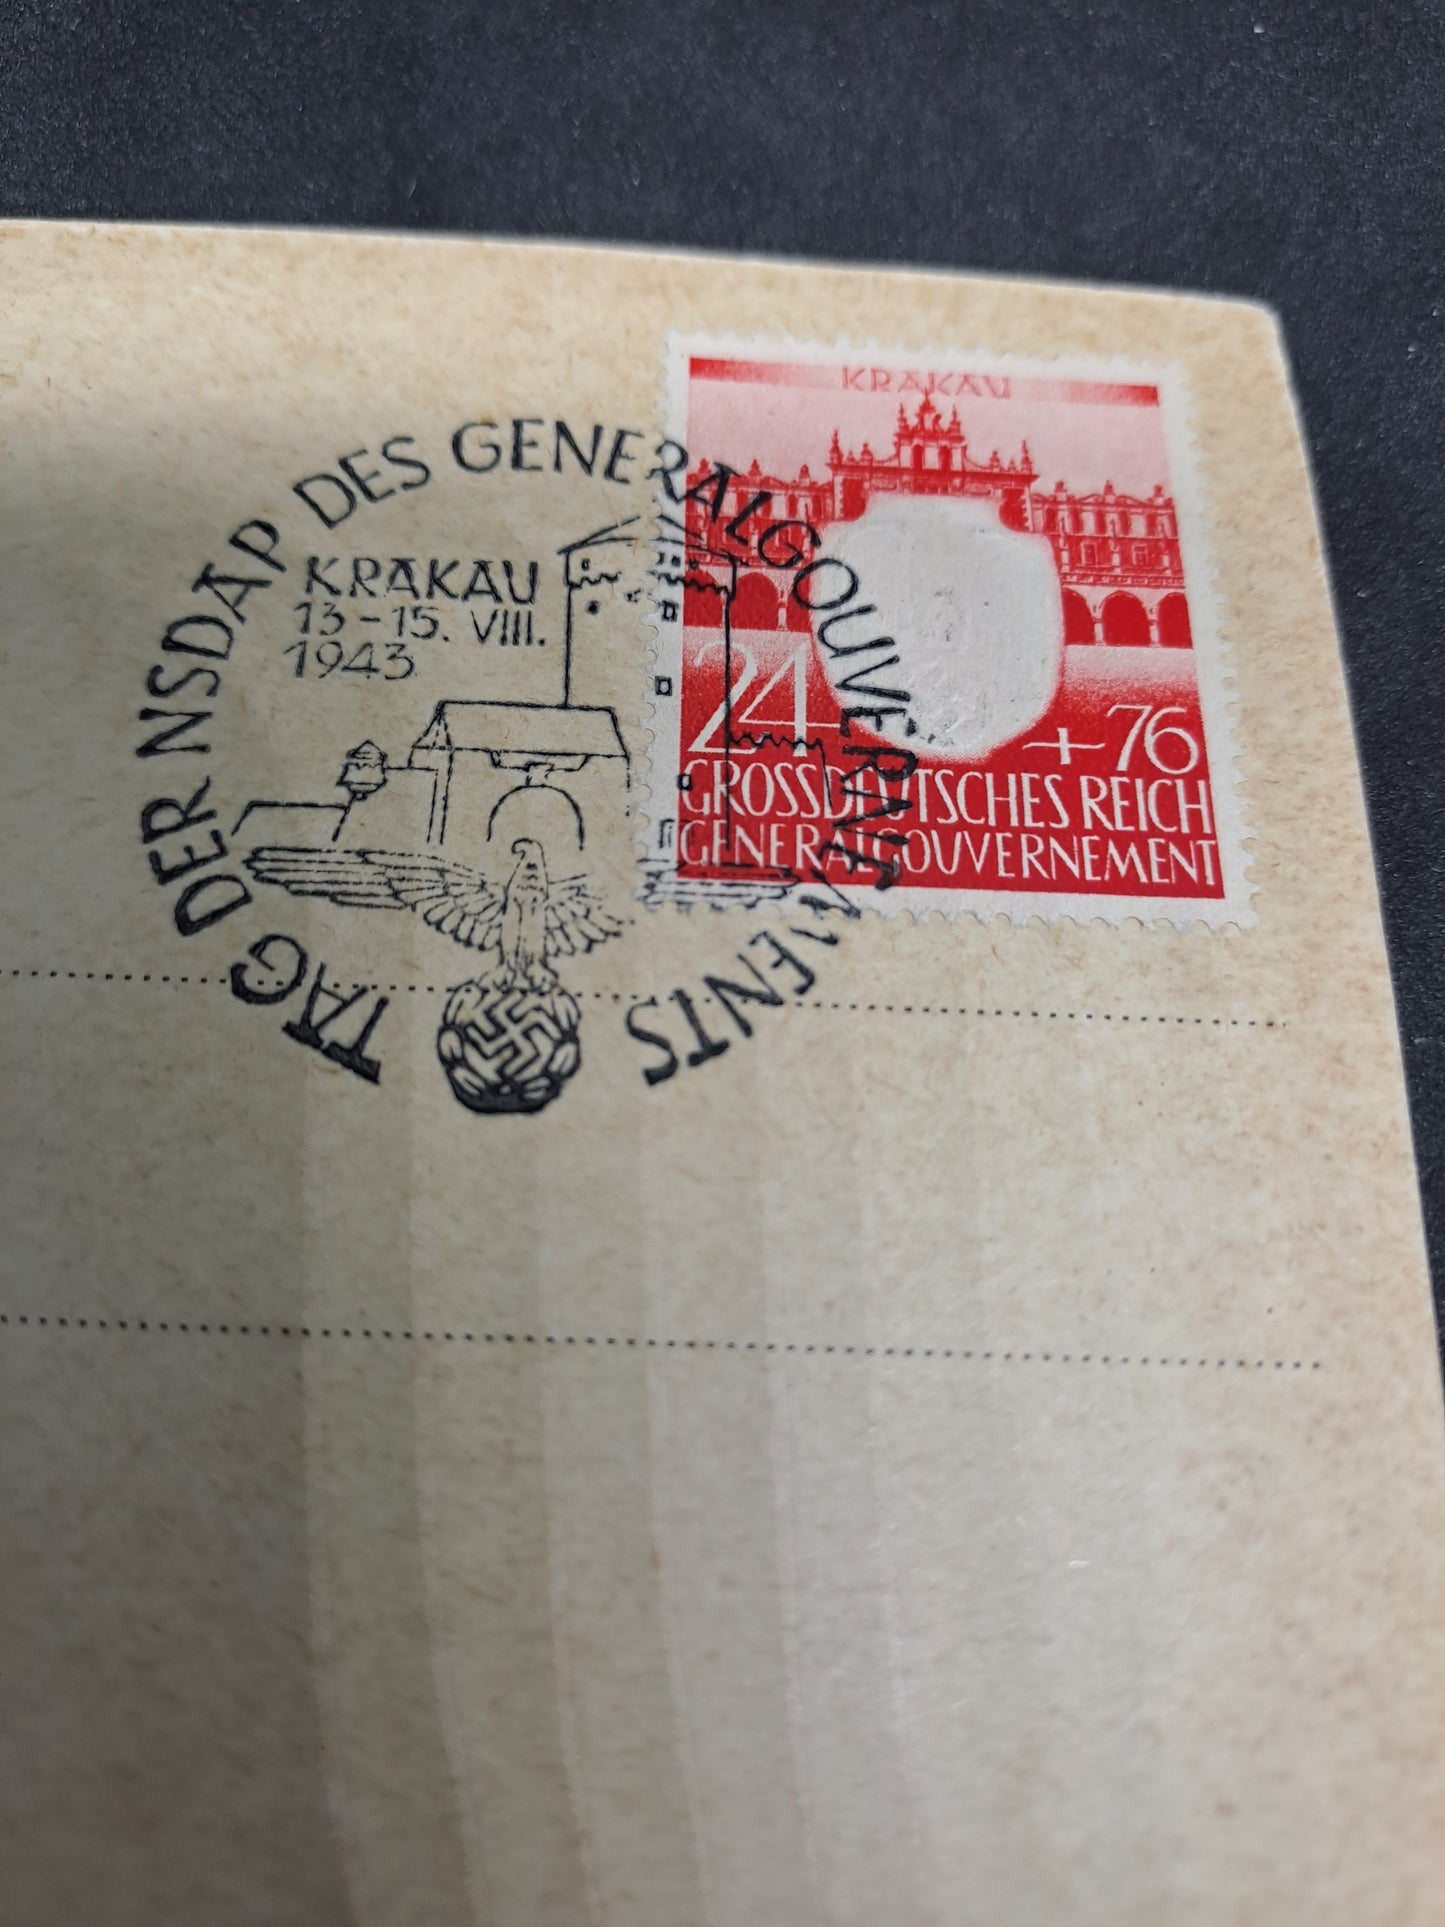 TAG DER NSDAP DES GENERALGOUVERNEMENTS
KRAKAU
13-15. VIII.
1943
KRAKAU
24 +76
GROSSDEUTSCHES REICH
GENERALGOUVERNEMENT